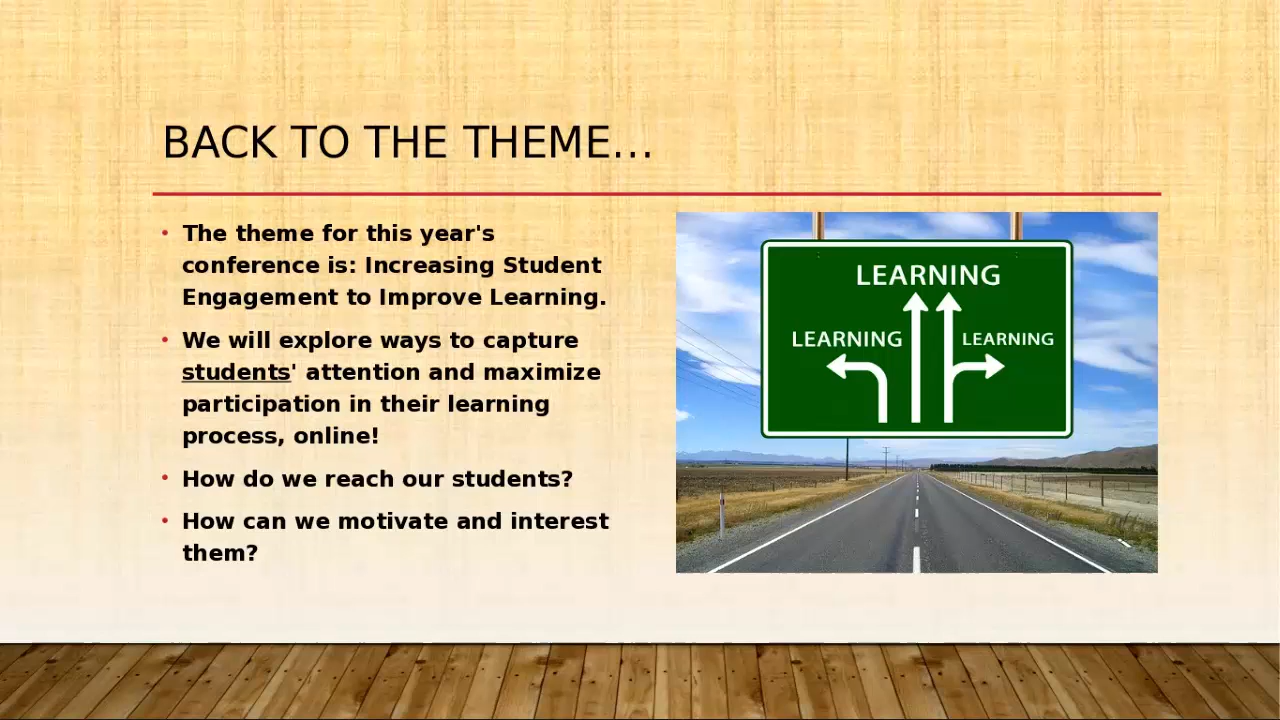 BACK TO THE THEME...
• The theme for this year's
conference is: Increasing Student
Engagement to Improve Learning.
• We will explore ways to capture
students' attention and maximize
participation in their learning
process, online!
• How do we reach our students?
• How can we motivate and interest
them?
LEARNING
LEARNING
LEARNING